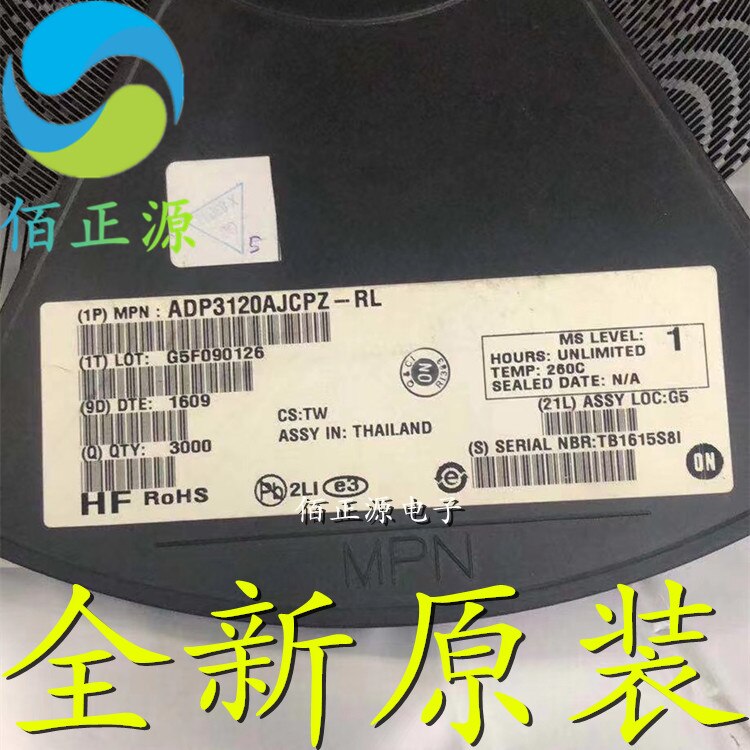 佰正源
5
(1P) MPN : ADP3120AJCPZ-RL
(1T) LOT: G5F090126
MS LEVEL: 1
HOURS: UNLIMITED
TEMP: 260C
SEALED DATE: N/A
(9D) DTE: 1609
CS:TW
(21L) ASSY LOC:G5
ASSY IN: THAILAND
(Q) QTY: 3000
(S) SERIAL NBR:TB1615S8I
ON
HF RoHS
Pb 2LI e3
e
佰正源电子
MPN
全新原装